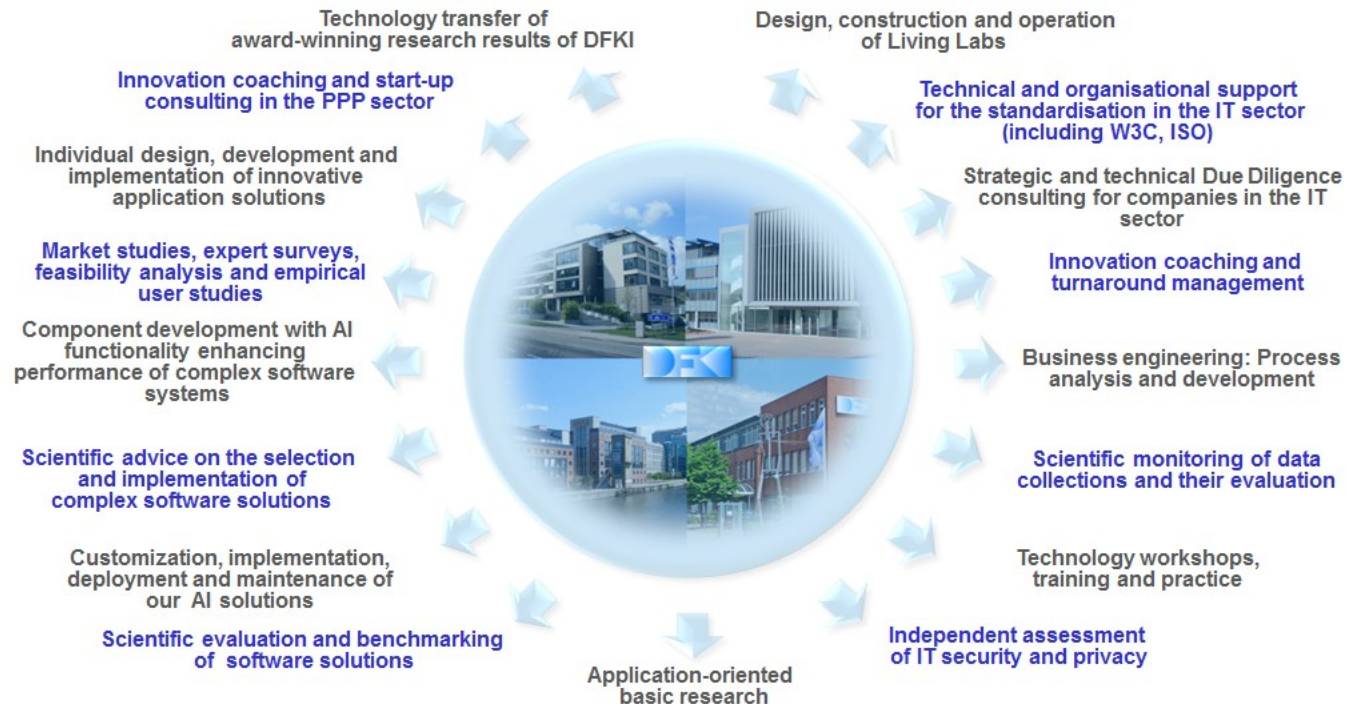 Technology transfer of
award-winning research results of DFKI
Design, construction and operation
of Living Labs
Innovation coaching and start-up
consulting in the PPP sector
Technical and organisational support
for the standardisation in the IT sector
(including W3C, ISO)
Individual design, development and
implementation of innovative
application solutions
Strategic and technical Due Diligence
consulting for companies in the IT
sector
Market studies, expert surveys,
feasibility analysis and empirical
user studies
Innovation coaching and
turnaround management
Component development with AI
functionality enhancing
performance of complex software
systems
DFK
Business engineering: Process
analysis and development
Scientific advice on the selection
and implementation of
complex software solutions
Scientific monitoring of data
collections and their evaluation
Customization, implementation,
deployment and maintenance of
our AI solutions
Technology workshops,
training and practice
Scientific evaluation and benchmarking
of software solutions
Independent assessment
of IT security and privacy
Application-oriented
basic research